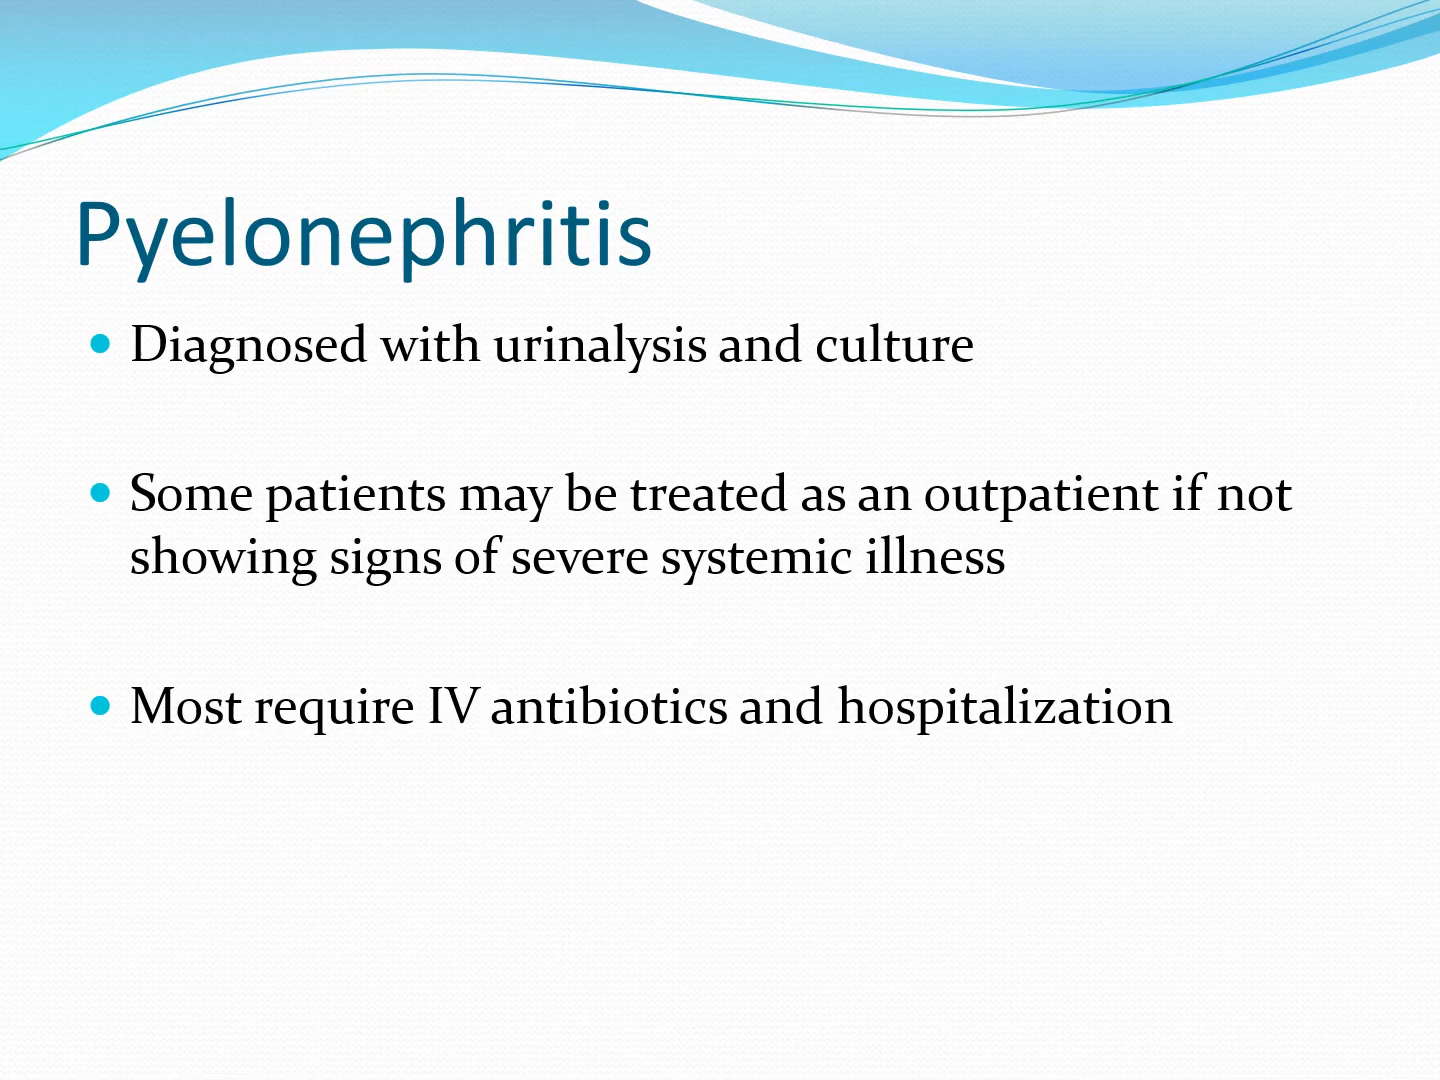 Pyelonephritis
• Diagnosed with urinalysis and culture
• Some patients may be treated as an outpatient if not
showing signs of severe systemic illness
• Most require IV antibiotics and hospitalization